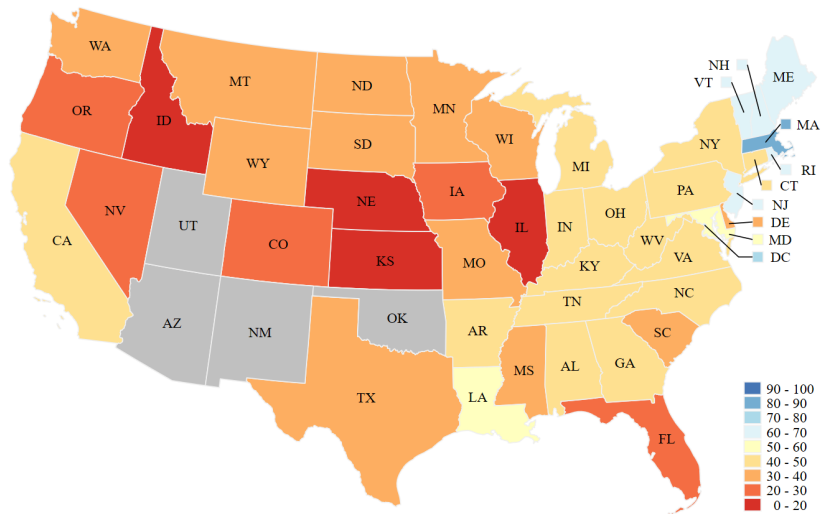 WA
NH
ME
VT
MT
ND
OR
MN
ID
MA
WI
SD
NY
WY
MI
RI
CT
NE
IA
PA
NJ
NV
IL
IN
OH
UT
DE
CA
CO
WV
MD
KS
MO
VA
DC
KY
NC
AZ
OK
TN
NM
AR
SC
MS
AL
GA
TX
LA
FL
90 - 100
80 - 90
70 - 80
60 - 70
50 - 60
40 - 50
30 - 40
20 - 30
0 - 20